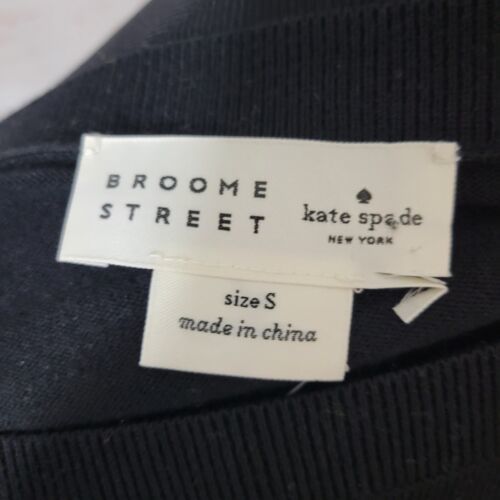 BROOME
STREET
kate spade
NEW YORK
size S
made in china